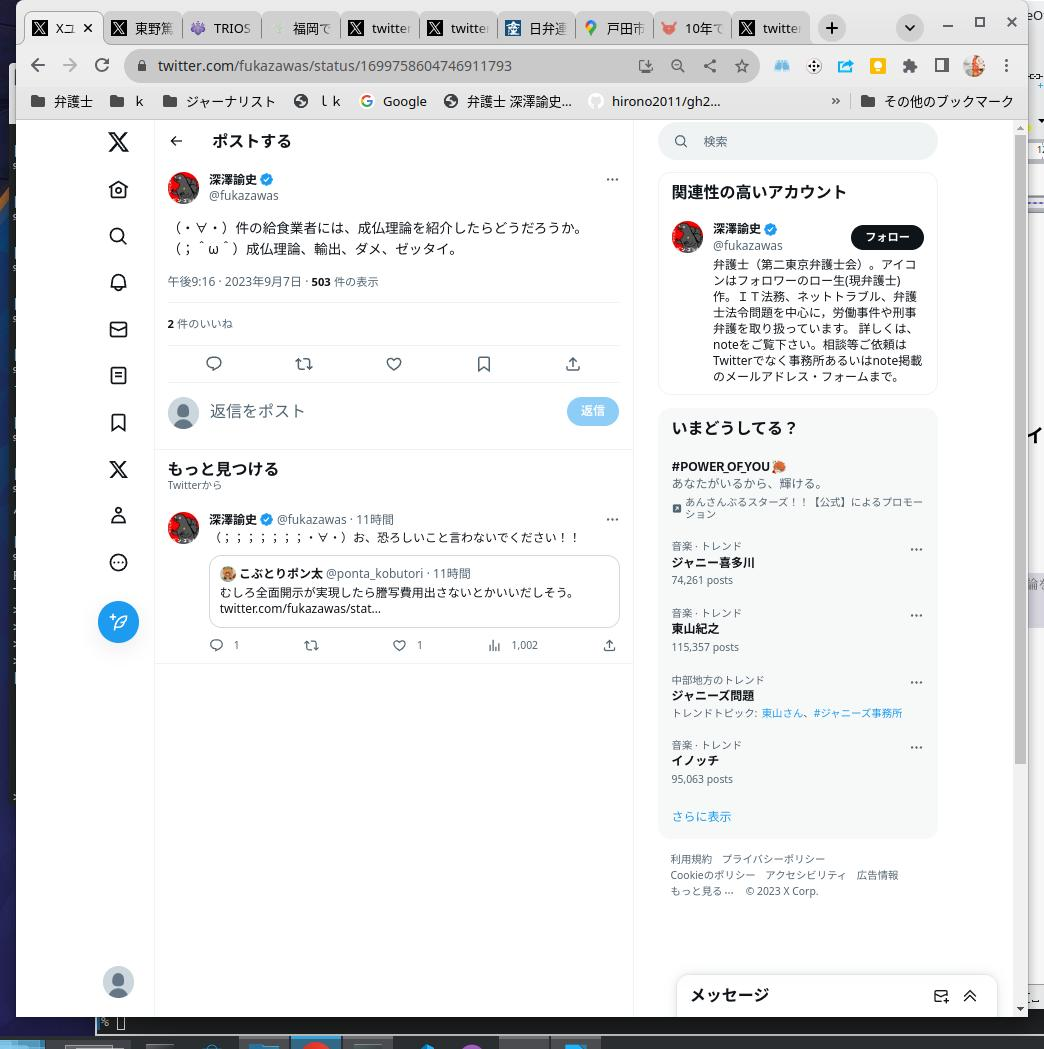 Xユ
東野篤
TRIOS
福岡で
twitter
twitter
日弁連
戸田市
10年で
twitter
twitter.com/fukazawas/status/1699758604746911793
弁護士
k
ジャーナリスト
ｌｋ
Google
弁護士 深澤諭史...
hirono2011/gh2...
»
その他のブックマーク
ポストする
深澤諭史
@fukazawas
（・∀・）件の給食業者には、成仏理論を紹介したらどうだろうか。
（；＾ω＾）成仏理論、輸出、ダメ、ゼッタイ。
午後9:16 · 2023年9月7日 · 503 件の表示
2 件のいいね
返信をポスト
返信
もっと見つける
Twitterから
深澤諭史 @fukazawas · 11時間
（；；；；；；；・∀・）お、恐ろしいこと言わないでください！！
こぶとりポン太 @ponta_kobutori · 11時間
むしろ全面開示が実現したら謄写費用出さないとかいいだしそう。
twitter.com/fukazawas/stat...
1
1
1,002
検索
関連性の高いアカウント
深澤諭史
@fukazawas
フォロー
弁護士（第二東京弁護士会）。アイコ
ンはフォロワーのロー生(現弁護士)
作。ＩＴ法務、ネットトラブル、弁護
士法令問題を中心に，労働事件や刑事
弁護を取り扱っています。 詳しくは、
noteをご覧下さい。相談等ご依頼は
Twitterでなく事務所あるいはnote掲載
のメールアドレス・フォームまで。
いまどうしてる？
#POWER_OF_YOU
あなたがいるから、輝ける。
あんさんぶるスターズ！！【公式】によるプロモー
ション
音楽 · トレンド
ジャニー喜多川
74,261 posts
音楽 · トレンド
東山紀之
115,357 posts
中部地方のトレンド
ジャニーズ問題
トレンドトピック: 東山さん、#ジャニーズ事務所
音楽 · トレンド
イノッチ
95,063 posts
さらに表示
利用規約 プライバシーポリシー
Cookieのポリシー アクセシビリティ 広告情報
もっと見る ... © 2023 X Corp.
メッセージ
%